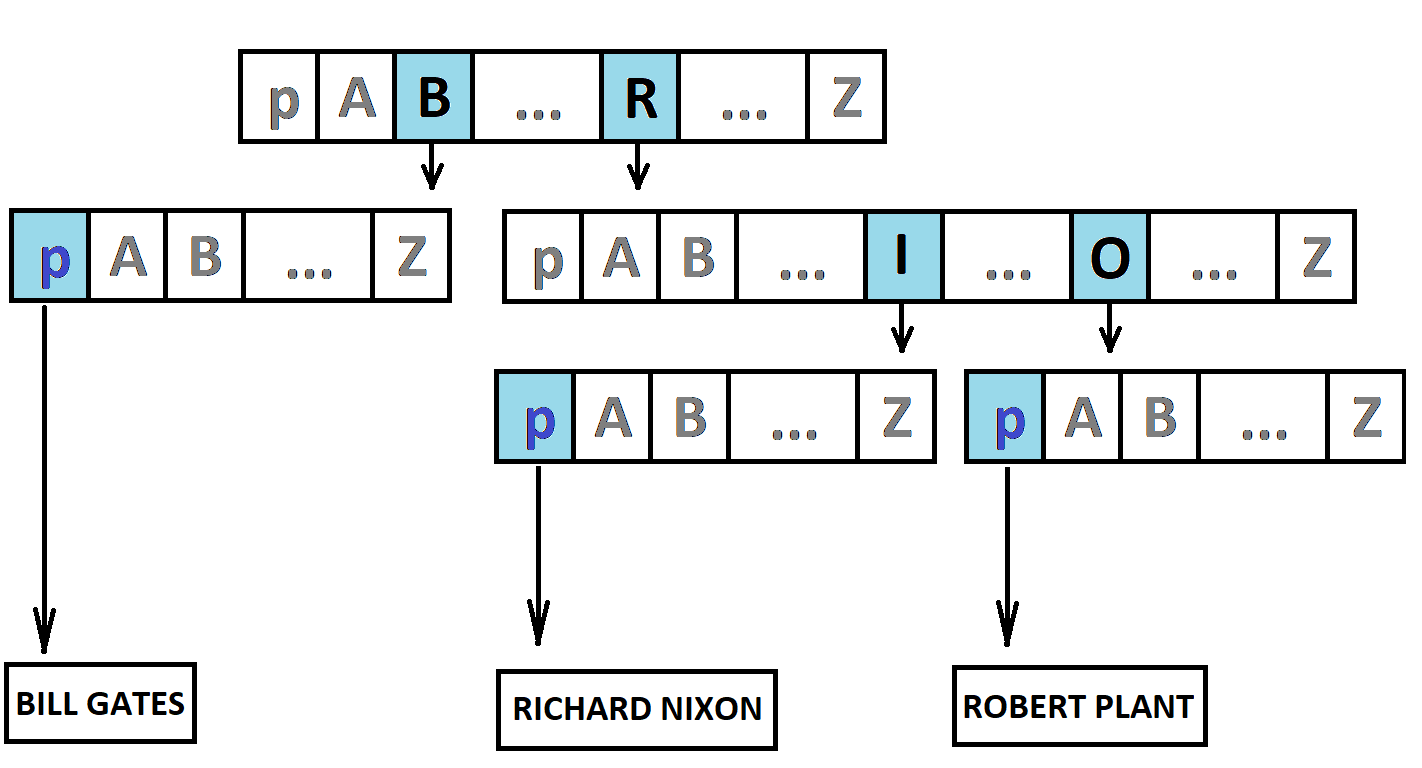 p A B ... R ... Z
p A B ... Z
p A B ... I ... O ... Z
p A B ... Z
p A B ... Z
BILL GATES
RICHARD NIXON
ROBERT PLANT